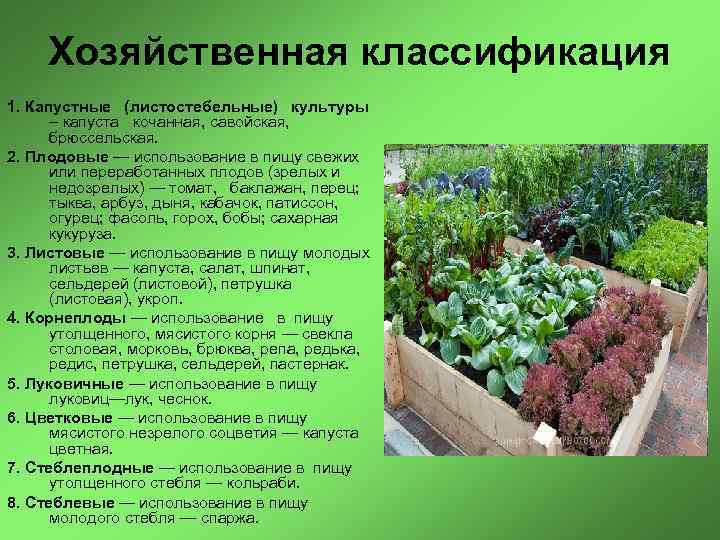 Хозяйственная классификация
1. Капустные (листостебельные) культуры
– капуста кочанная, савойская,
брюссельская.
2. Плодовые — использование в пищу свежих
или переработанных плодов (зрелых и
недозрелых) — томат, баклажан, перец;
тыква, арбуз, дыня, кабачок, патиссон,
огурец; фасоль, горох, бобы; сахарная
кукуруза.
3. Листовые — использование в пищу молодых
листьев — капуста, салат, шпинат,
сельдерей (листовой), петрушка
(листовая), укроп.
4. Корнеплоды — использование в пищу
утолщенного, мясистого корня — свекла
столовая, морковь, брюква, репа, редька,
редис, петрушка, сельдерей, пастернак.
5. Луковичные — использование в пищу
луковиц—лук, чеснок.
6. Цветковые — использование в пищу
мясистого незрелого соцветия — капуста
цветная.
7. Стеблеплодные — использование в пищу
утолщенного стебля — кольраби.
8. Стеблевые — использование в пищу
молодого стебля — спаржа.